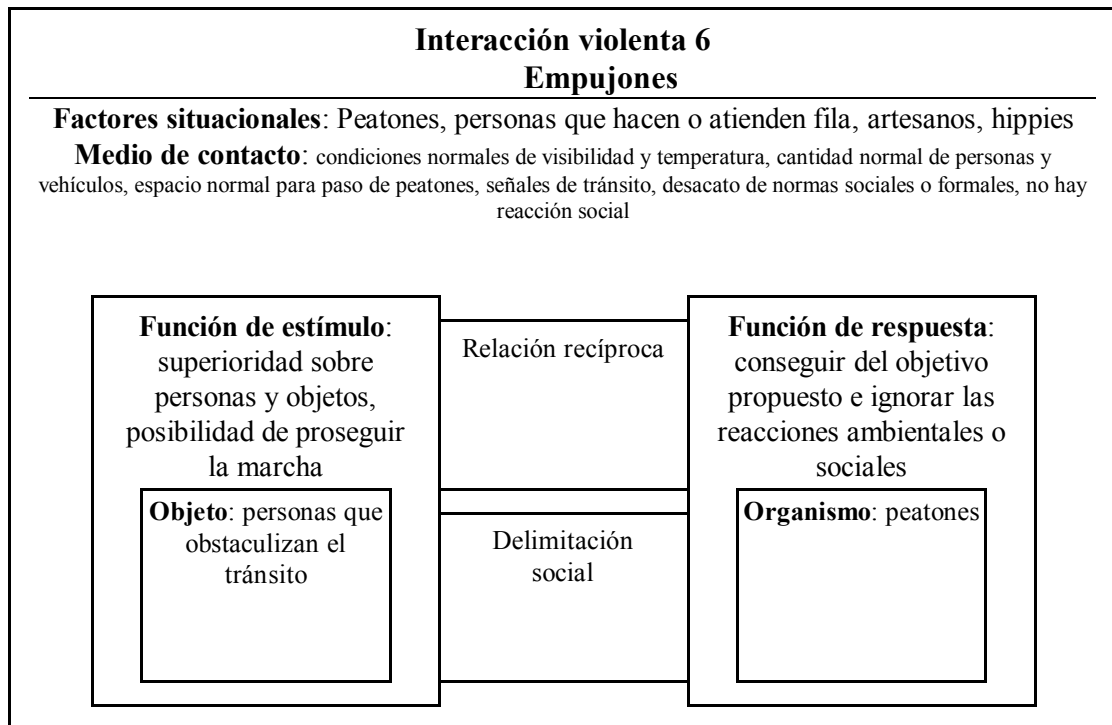 Interacción violenta 6
Empujones
Factores situacionales: Peatones, personas que hacen o atienden fila, artesanos, hippies
Medio de contacto: condiciones normales de visibilidad y temperatura, cantidad normal de personas y
vehículos, espacio normal para paso de peatones, señales de tránsito, desacato de normas sociales o formales, no hay
reacción social
Función de estímulo:
superioridad sobre
personas y objetos,
posibilidad de proseguir
la marcha
Objeto: personas que
obstaculizan el
tránsito
Relación recíproca
Delimitación
social
Función de respuesta:
conseguir del objetivo
propuesto e ignorar las
reacciones ambientales o
sociales
Organismo: peatones